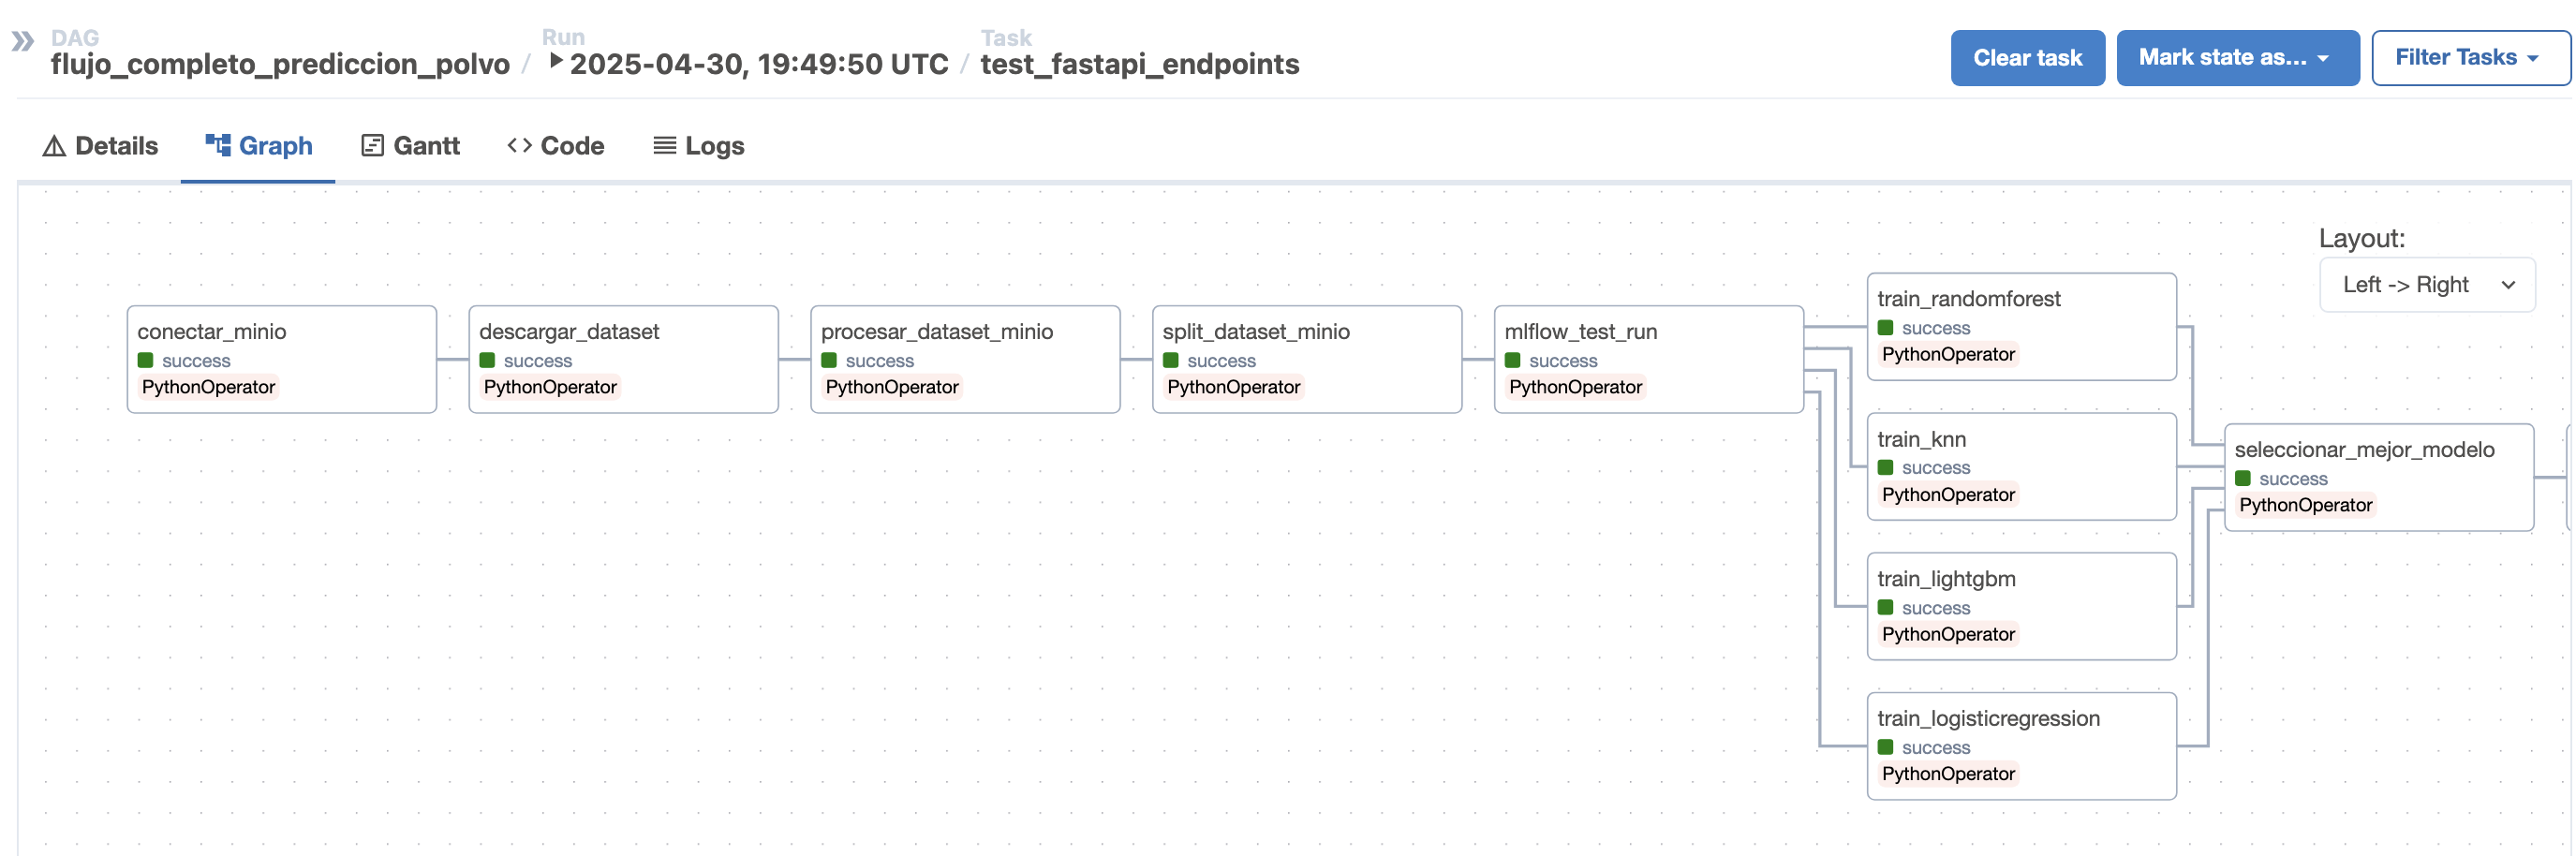 DAG
flujo_completo_prediccion_polvo
/
Run
2025-04-30, 19:49:50 UTC
/
Task
test_fastapi_endpoints
Clear task
Mark state as...
Filter Tasks
Details
Graph
Gantt
Code
Logs
Layout:
Left -> Right
conectar_minio
success
PythonOperator
descargar_dataset
success
PythonOperator
procesar_dataset_minio
success
PythonOperator
split_dataset_minio
success
PythonOperator
mlflow_test_run
success
PythonOperator
train_randomforest
success
PythonOperator
train_knn
success
PythonOperator
train_lightgbm
success
PythonOperator
train_logisticregression
success
PythonOperator
seleccionar_mejor_modelo
success
PythonOperator